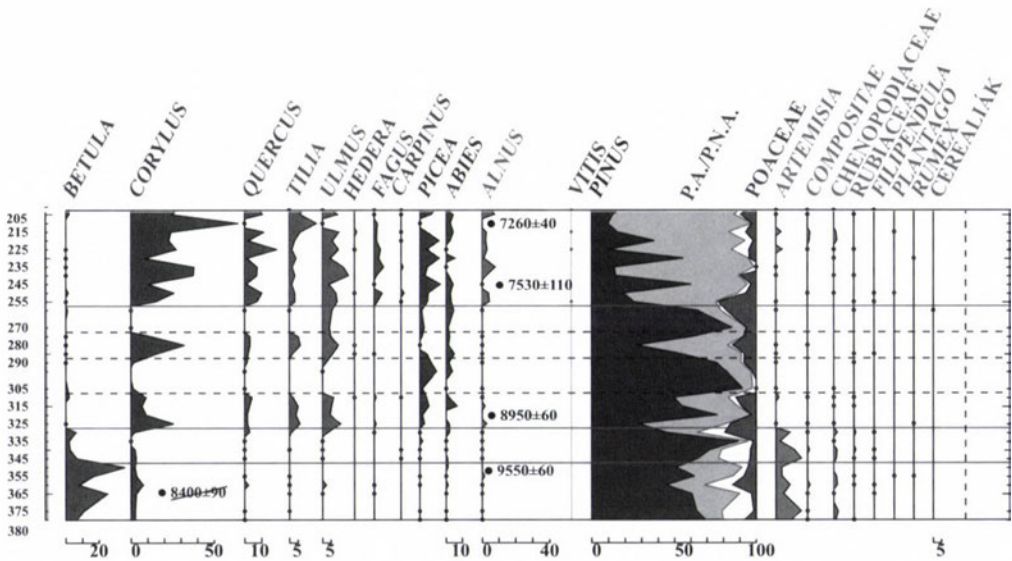 BETULA
CORYLUS
QUERCUS
TILIA
ULMUS
HEDERA
FAGUS
CARPINUS
PICEA
ABIES
ALNUS
VITIS
PINUS
P.A./P.N.A.
POACEAE
ARTEMISIA
COMPOSITAE
CHENOPODIACEAE
RUBIACEAE
FILIPENDULA
PLANTAGO
RUMEX
CEREÁLIÁK
205
215
225
235
245
255
270
280
290
305
315
325
335
345
355
365
375
380
7260±40
7530±110
8950±60
9550±60
8400±90
20
0 50
10
5
5
10
0 40
0 50 100
5